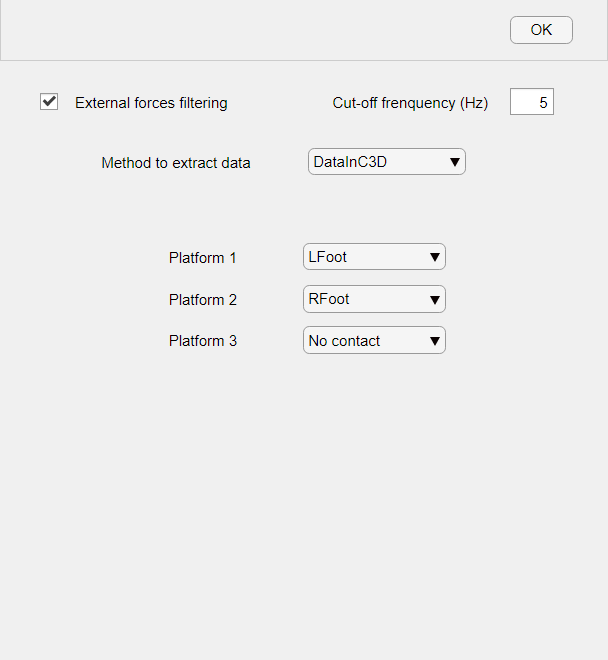 OK
External forces filtering Cut-off frenquency (Hz) 5
Method to extract data DataInC3D
Platform 1 LFoot
Platform 2 RFoot
Platform 3 No contact